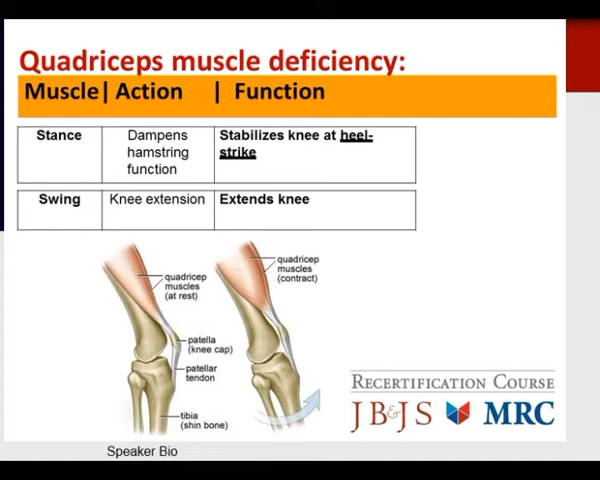 Quadriceps muscle deficiency:
Muscle| Action | Function
Stance
Dampens
hamstring
function
Stabilizes knee at heel-
strike
Swing
Knee extension
Extends knee
quadricep
muscles
(at rest)
patella
(knee cap)
patellar
tendon
tibia
(shin bone)
quadricep
muscles
(contract)
RECERTIFICATION COURSE
JB&JS MRC
Speaker Bio